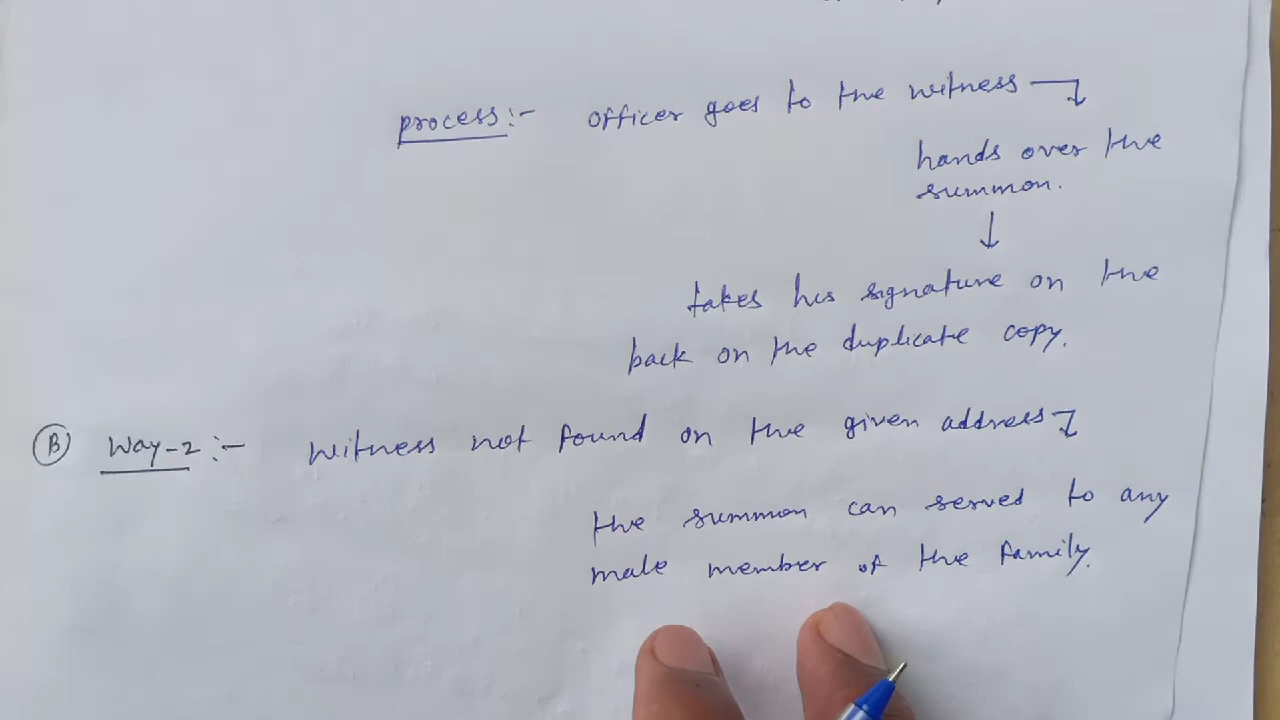 process:- officer goes to the witness
hands over the
summon.
takes his signature on the
back on the duplicate copy.
(B) Way-2:- witness not found on the given address
the summon can served to any
male member of the family.